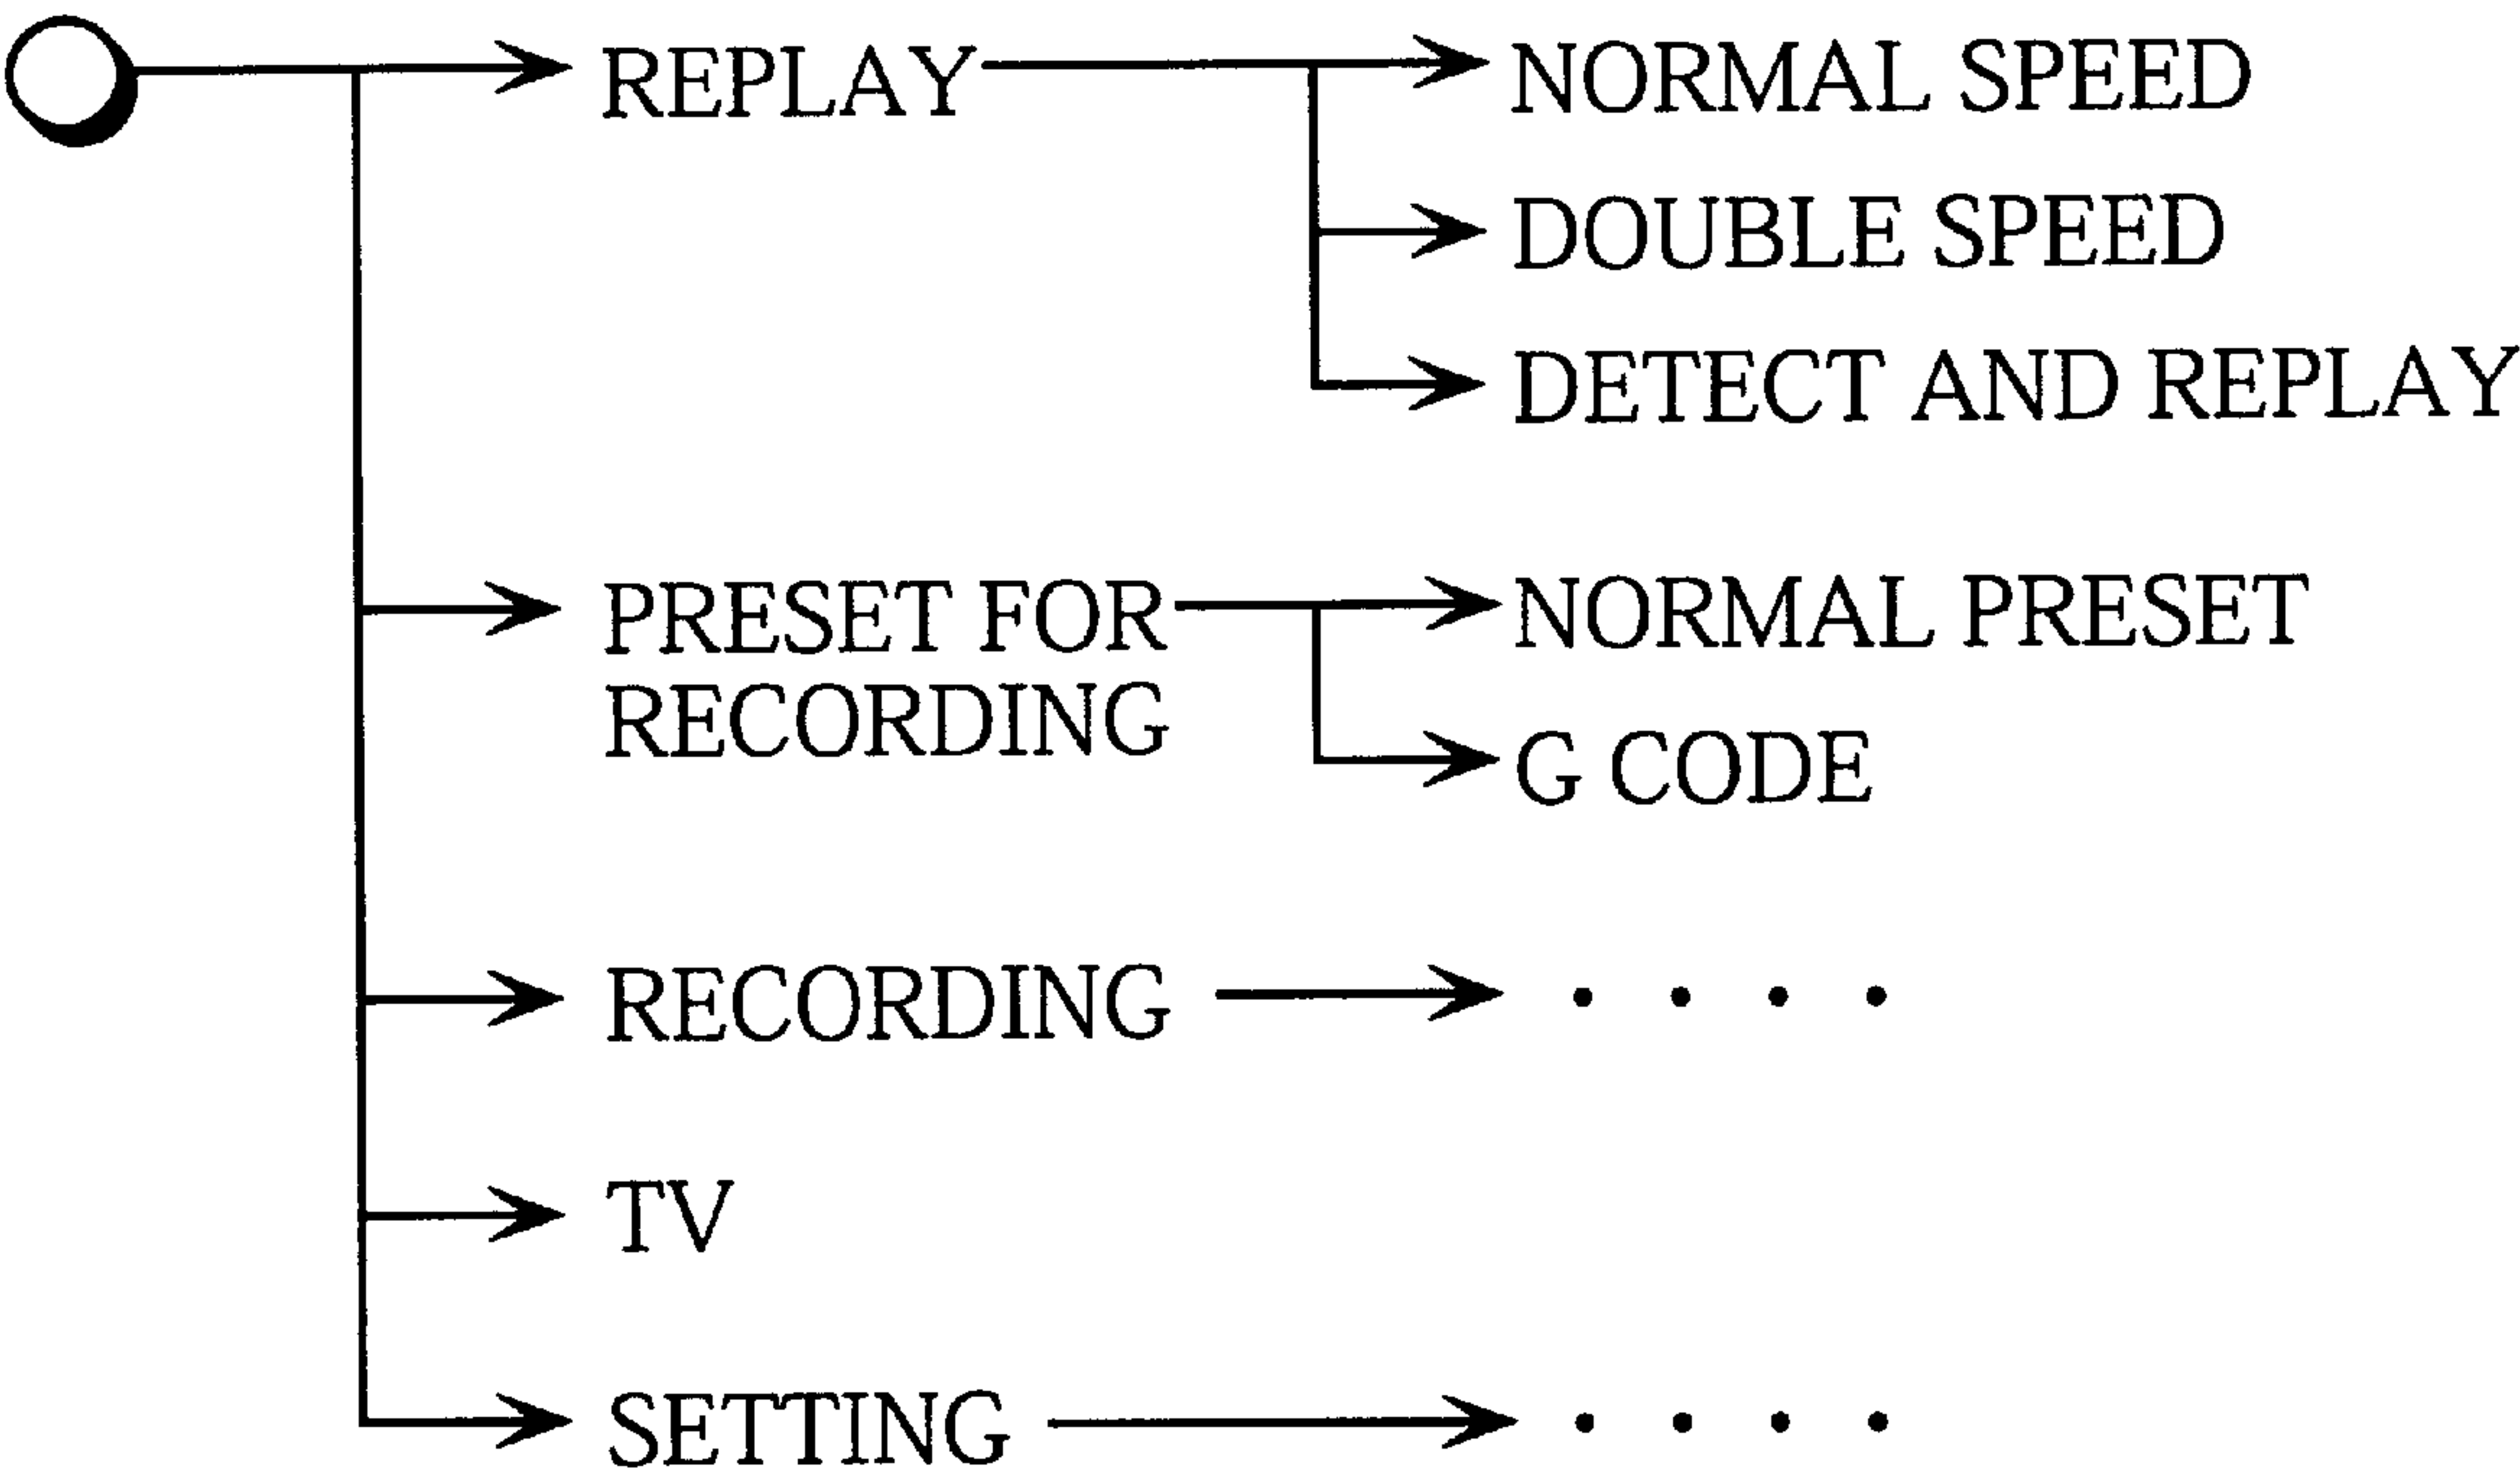 REPLAY
NORMAL SPEED
DOUBLE SPEED
DETECT AND REPLAY
PRESET FOR
RECORDING
NORMAL PRESET
G CODE
RECORDING
. . . .
TV
SETTING
. . . .